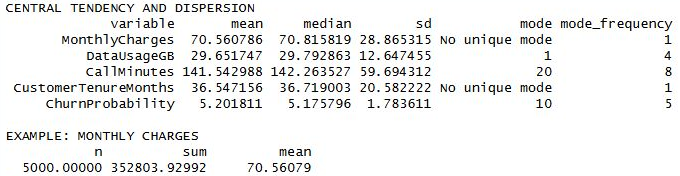 CENTRAL TENDENCY AND DISPERSION
variable mean median sd mode mode_frequency
MonthlyCharges 70.560786 70.815819 28.865315 No unique mode 1
DataUsageGB 29.651747 29.792863 12.647455 1 4
CallMinutes 141.542988 142.263527 59.694312 20 8
CustomerTenureMonths 36.547156 36.719003 20.582222 No unique mode 1
ChurnProbability 5.201811 5.175796 1.783611 10 5
EXAMPLE: MONTHLY CHARGES
n sum mean
5000.00000 352803.92992 70.56079